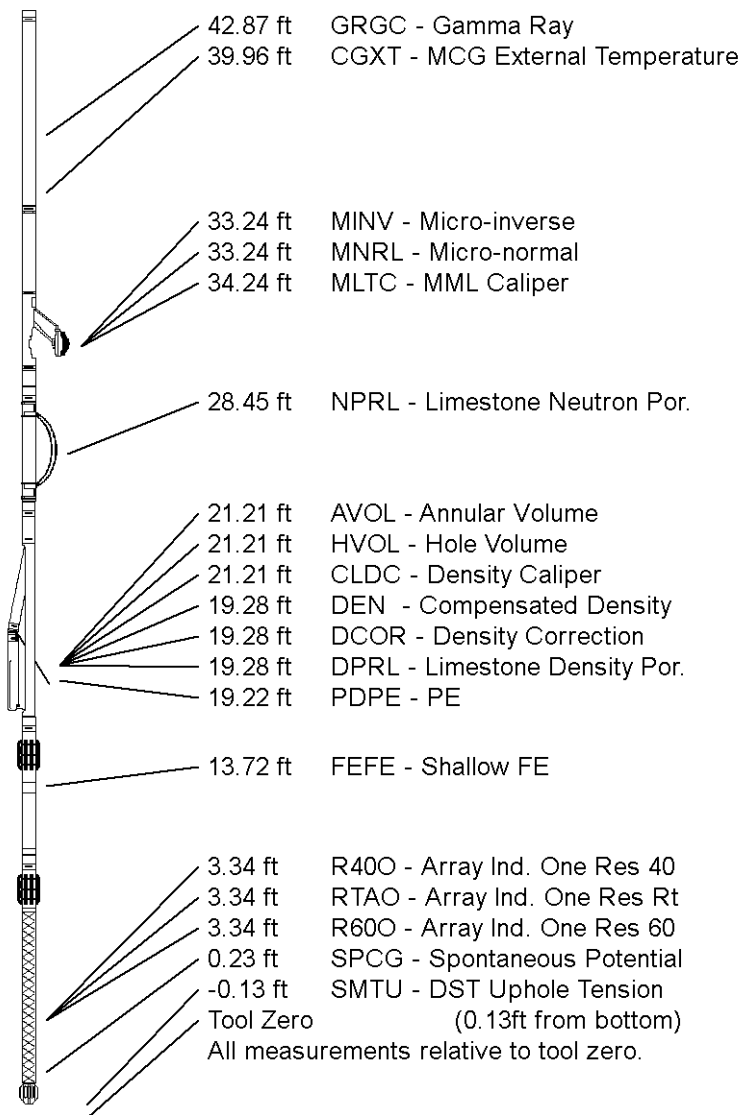 42.87 ft GRGC - Gamma Ray
39.96 ft CGXT - MCG External Temperature
33.24 ft MINV - Micro-inverse
33.24 ft MNRL - Micro-normal
34.24 ft MLTC - MML Caliper
28.45 ft NPRL - Limestone Neutron Por.
21.21 ft AVOL - Annular Volume
21.21 ft HVOL - Hole Volume
21.21 ft CLDC - Density Caliper
19.28 ft DEN - Compensated Density
19.28 ft DCOR - Density Correction
19.28 ft DPRL - Limestone Density Por.
19.22 ft PDPE - PE
13.72 ft FEFE - Shallow FE
3.34 ft R40O - Array Ind. One Res 40
3.34 ft RTAO - Array Ind. One Res Rt
3.34 ft R60O - Array Ind. One Res 60
0.23 ft SPCG - Spontaneous Potential
-0.13 ft SMTU - DST Uphole Tension
Tool Zero (0.13ft from bottom)
All measurements relative to tool zero.